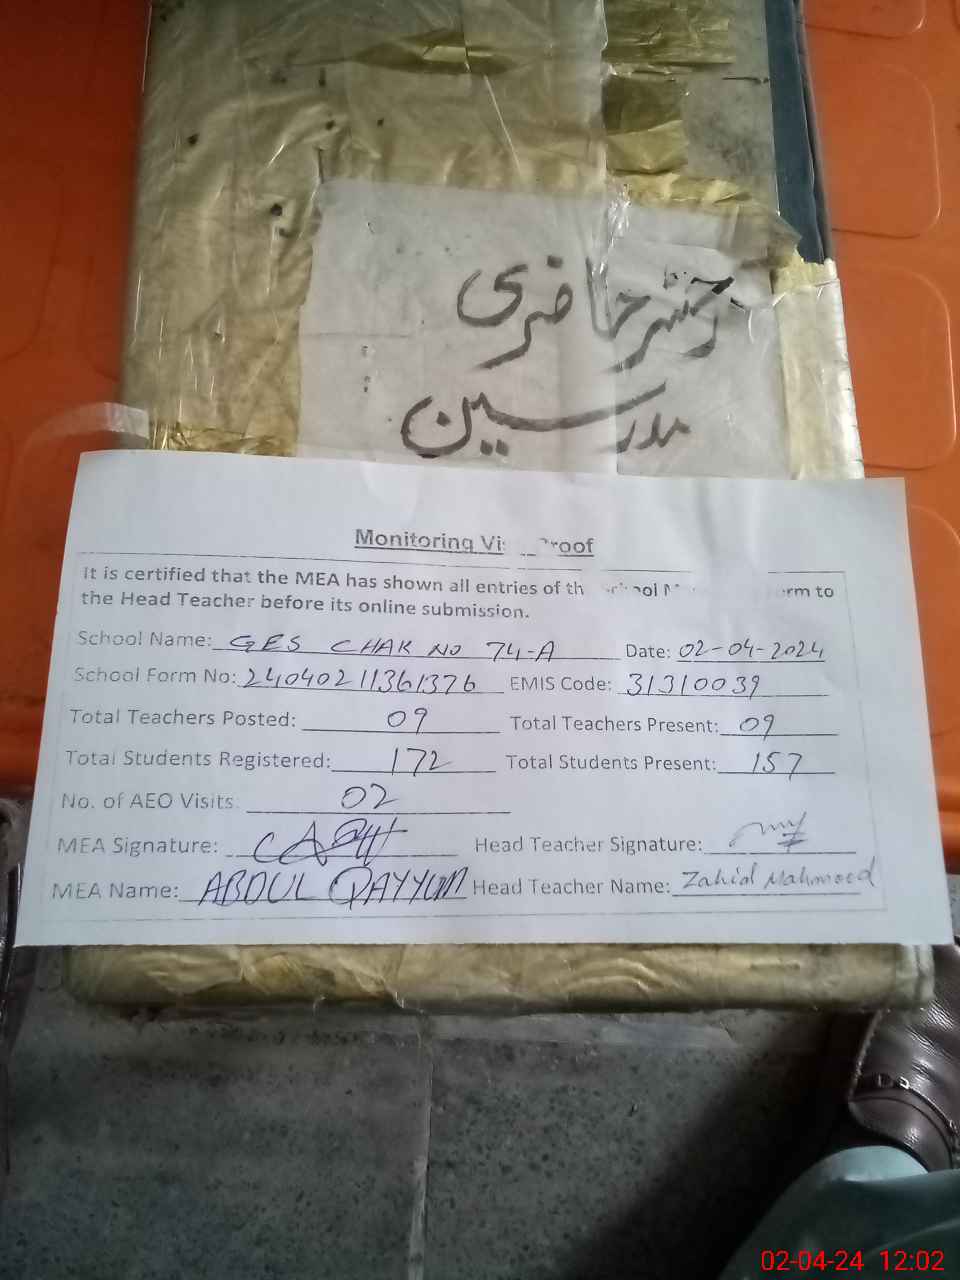 رجسٹر حاضری
مدرسین
Monitoring Proof
It is certified that the MEA has shown all entries of rm to
the Head Teacher before its online submission.
School Name: GES CHAK NO 74-A Date: 02-04-2024
School Form No: 24040211361376 EMIS Code: 31310039
Total Teachers Posted: 09 Total Teachers Present: 09
Total Students Registered: 172 Total Students Present: 157
No. of AEO Visits: 02
MEA Signature: Head Teacher Signature:
MEA Name: ABDUL QAYYUM Head Teacher Name: Zahid Mahmood
02-04-24 12:02